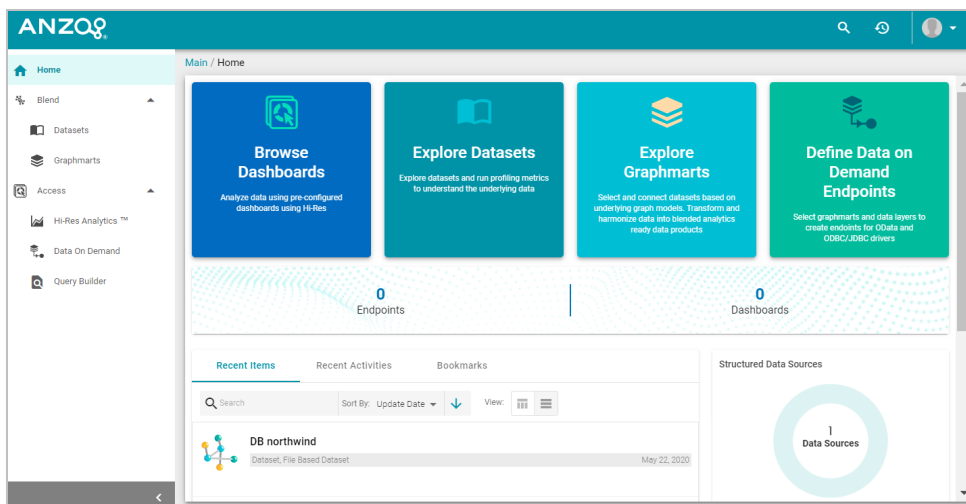 ANZO
Main / Home
Home
Blend
Datasets
Graphmarts
Access
Hi-Res Analytics ™
Data On Demand
Query Builder
Browse
Dashboards
Analyze data using pre-configured
dashboards using Hi-Res
Explore Datasets
Explore datasets and run profiling metrics
to understand the underlying data
Explore
Graphmarts
Select and connect datasets based on
underlying graph models. Transform and
harmonize data into blended analytics
ready data products
Define Data on
Demand
Endpoints
Select graphmarts and data layers to
create endoints for OData and
ODBC/JDBC drivers
0
Endpoints
0
Dashboards
Recent Items Recent Activities Bookmarks
Search Sort By: Update Date View:
DB northwind
Dataset, File Based Dataset May 22, 2020
Structured Data Sources
1
Data Sources